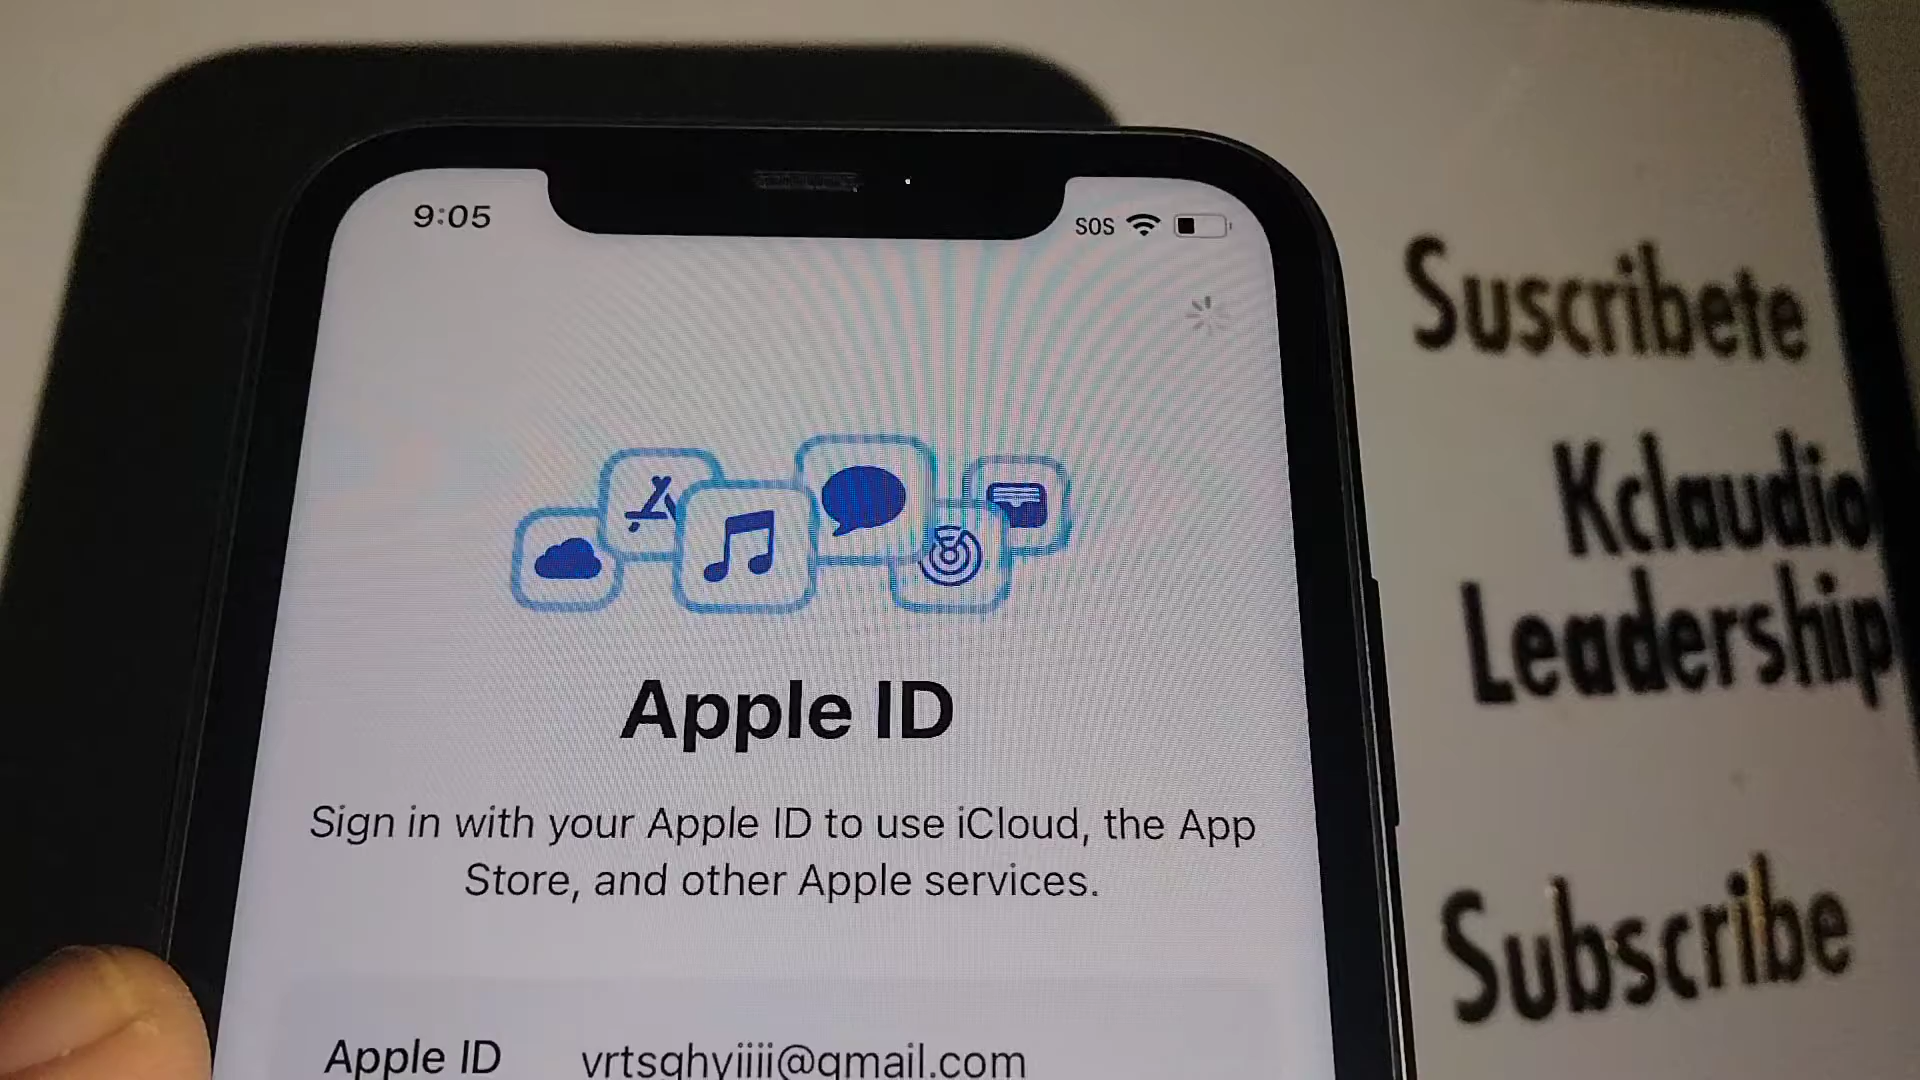 9:05
SOS
Apple ID
Sign in with your Apple ID to use iCloud, the App
Store, and other Apple services.
Apple ID vrtsghyiiii@gmail.com
Suscribete
Kclaudio
Leadership
Subscribe